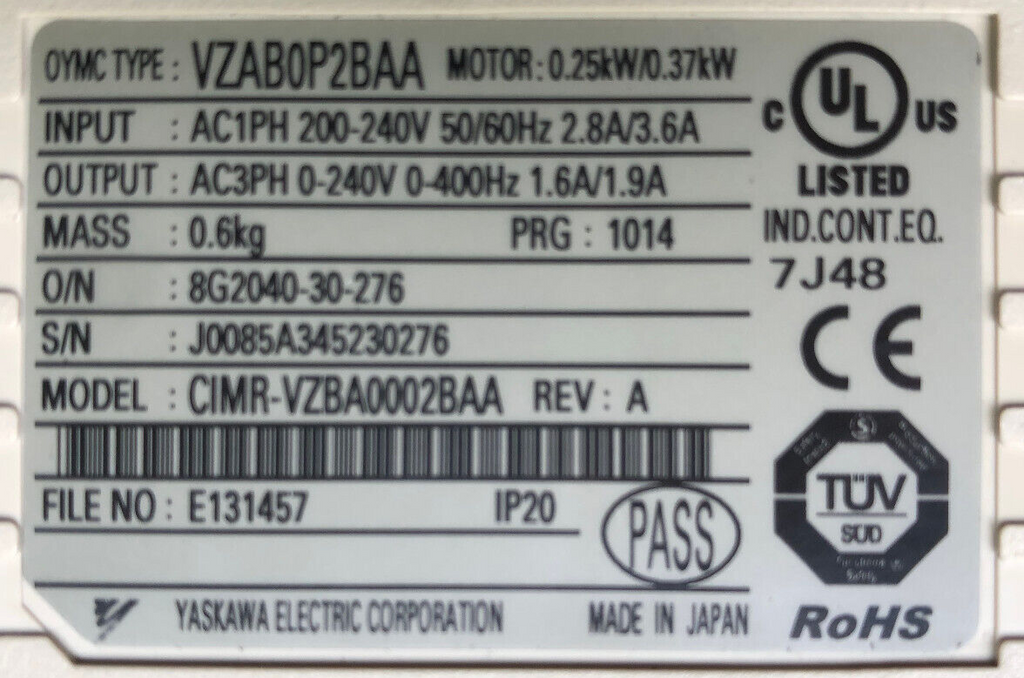 OYMC TYPE : VZAB0P2BAA MOTOR : 0.25kW/0.37kW
INPUT : AC1PH 200-240V 50/60Hz 2.8A/3.6A
OUTPUT : AC3PH 0-240V 0-400Hz 1.6A/1.9A
MASS : 0.6kg PRG : 1014
O/N : 8G2040-30-276
S/N : J0085A345230276
MODEL : CIMR-VZBA0002BAA REV : A
FILE NO : E131457 IP20
PASS
YASKAWA ELECTRIC CORPORATION MADE IN JAPAN
C UL US
LISTED
IND.CONT.EQ.
7J48
CE
TÜV
SÜD
Functional
Safety
RoHS